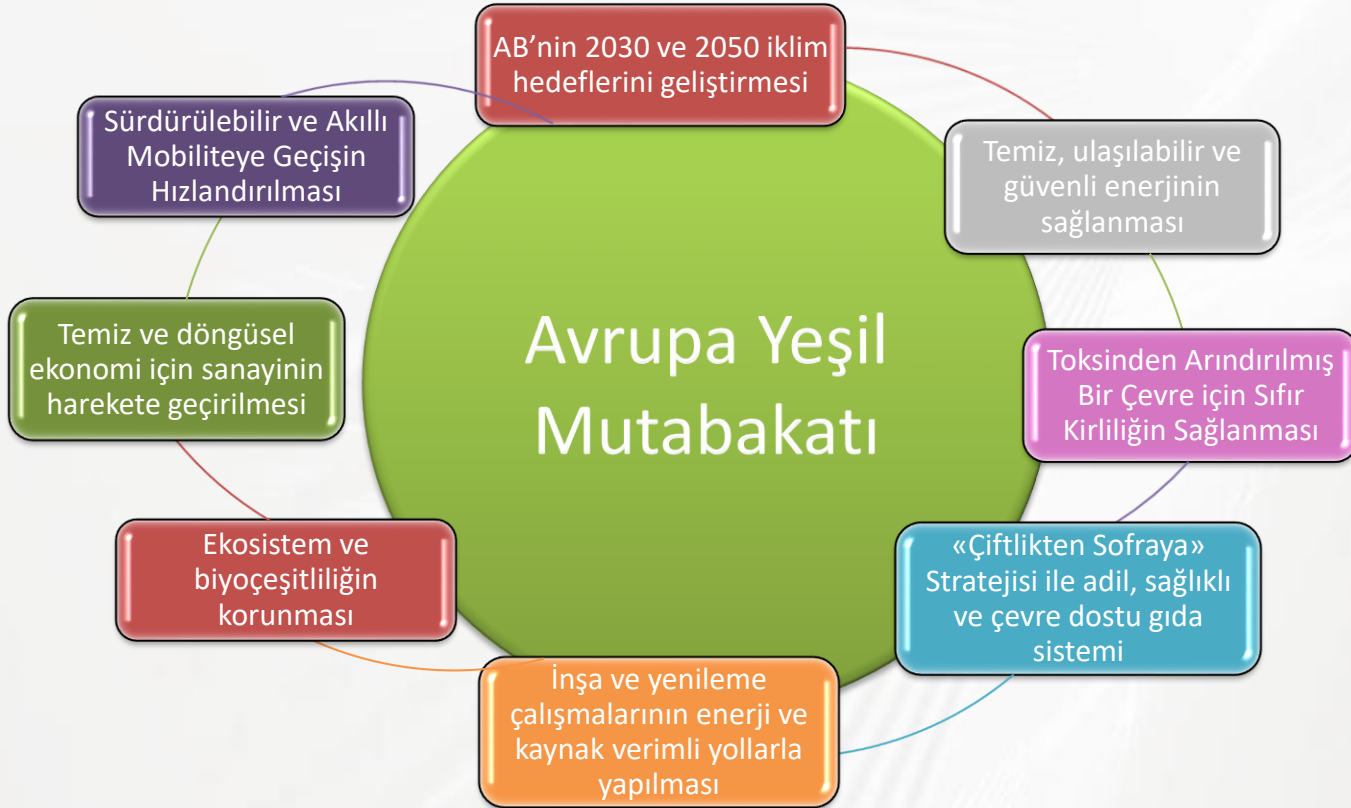 AB’nin 2030 ve 2050 iklim
hedeflerini geliştirmesi
Temiz, ulaşılabilir ve
güvenli enerjinin
sağlanması
Toksinden Arındırılmış
Bir Çevre için Sıfır
Kirliliğin Sağlanması
«Çiftlikten Sofraya»
Stratejisi ile adil, sağlıklı
ve çevre dostu gıda
sistemi
İnşa ve yenileme
çalışmalarının enerji ve
kaynak verimli yollarla
yapılması
Ekosistem ve
biyoçeşitliliğin
korunması
Temiz ve döngüsel
ekonomi için sanayinin
harekete geçirilmesi
Sürdürülebilir ve Akıllı
Mobiliteye Geçişin
Hızlandırılması
Avrupa Yeşil
Mutabakatı